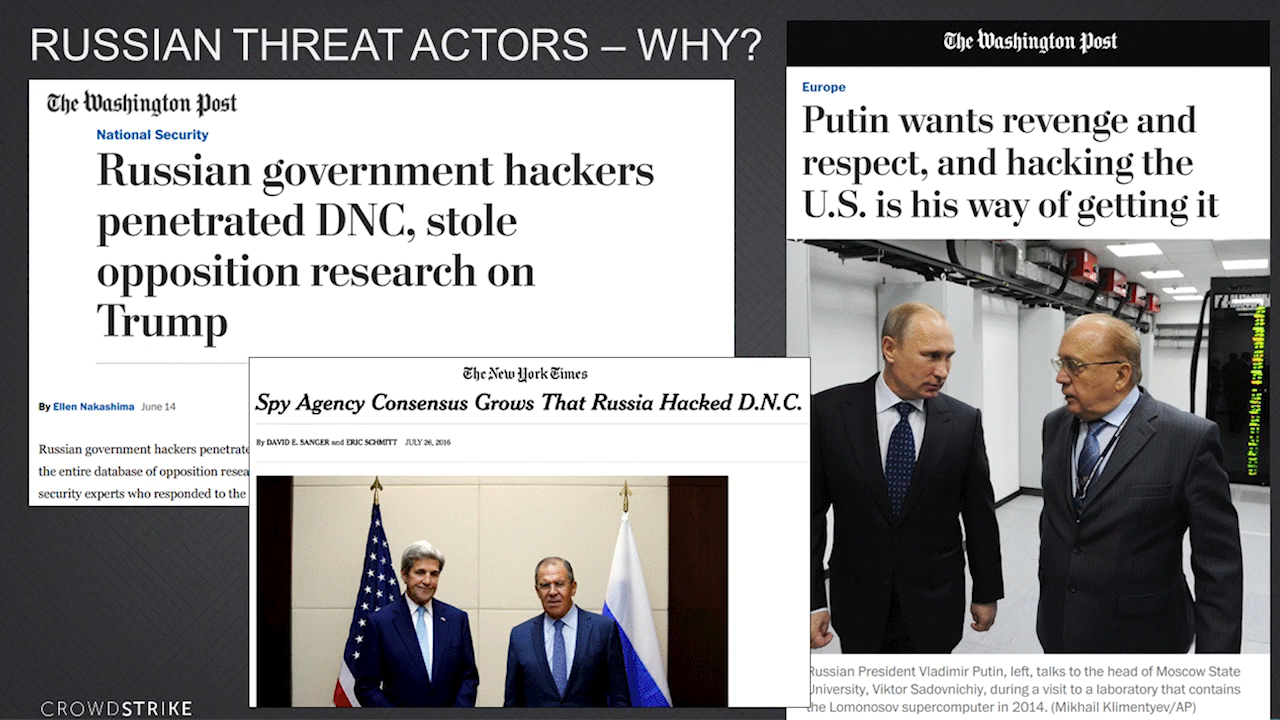 RUSSIAN THREAT ACTORS – WHY?
The Washington Post
National Security
Russian government hackers
penetrated DNC, stole
opposition research on
Trump
By Ellen Nakashima June 14
Russian government hackers penetrate
the entire database of opposition resea
security experts who responded to the
The New York Times
Spy Agency Consensus Grows That Russia Hacked D.N.C.
By DAVID E. SANGER and ERIC SCHMITT JULY 26, 2016
The Washington Post
Europe
Putin wants revenge and
respect, and hacking the
U.S. is his way of getting it
Russian President Vladimir Putin, left, talks to the head of Moscow State
University, Viktor Sadovnichiy, during a visit to a laboratory that contains
the Lomonosov supercomputer in 2014. (Mikhail Klimentyev/AP)
CROWDSTRIKE